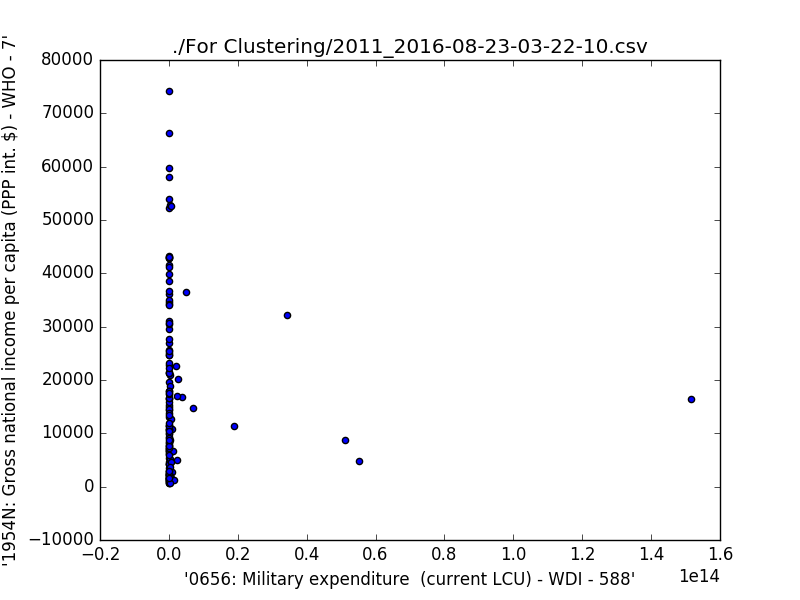 ./For Clustering/2011_2016-08-23-03-22-10.csv
'1954N: Gross national income per capita (PPP int. $) - WHO - 7'
80000
70000
60000
50000
40000
30000
20000
10000
0
−10000
−0.2 0.0 0.2 0.4 0.6 0.8 1.0 1.2 1.4 1.6
1e14
'0656: Military expenditure  (current LCU) - WDI - 588'